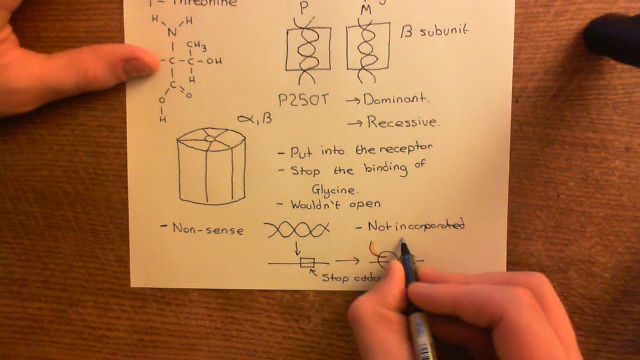 T - Threonine
P
M
H H
N
CH3
- C - C - OH
H
C
O O
H
β subunit
P250T → Dominant.
→ Recessive.
α, β
- Put into the receptor
- Stop the binding of
Glycine.
- Wouldn't open
- Non-sense
- Not incorporated
Stop